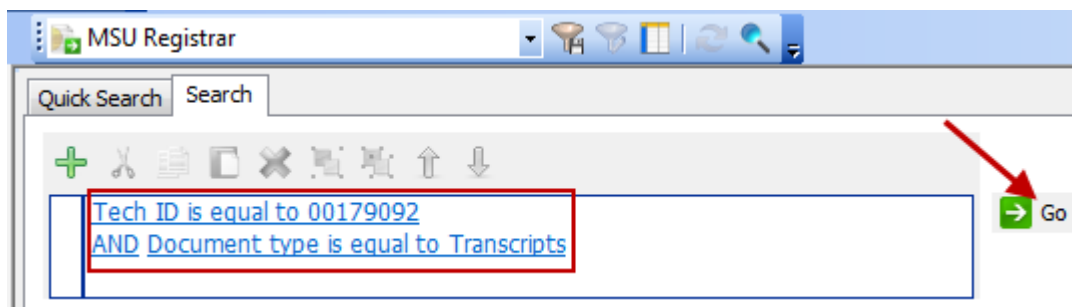 MSU Registrar
Quick Search Search
Tech ID is equal to 00179092
AND Document type is equal to Transcripts
Go